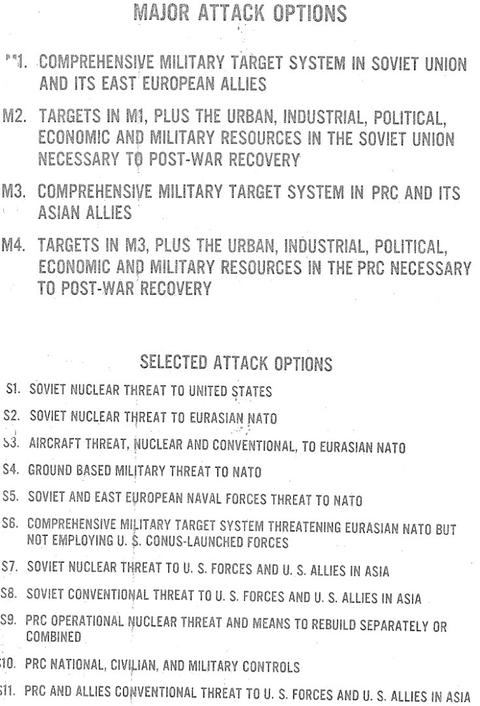 MAJOR ATTACK OPTIONS
1. COMPREHENSIVE MILITARY TARGET SYSTEM IN SOVIET UNION
AND ITS EAST EUROPEAN ALLIES
M2. TARGETS IN M1, PLUS THE URBAN, INDUSTRIAL, POLITICAL,
ECONOMIC AND MILITARY RESOURCES IN THE SOVIET UNION
NECESSARY TO POST-WAR RECOVERY
M3. COMPREHENSIVE MILITARY TARGET SYSTEM IN PRC AND ITS
ASIAN ALLIES
M4. TARGETS IN M3, PLUS THE URBAN, INDUSTRIAL, POLITICAL,
ECONOMIC AND MILITARY RESOURCES IN THE PRC NECESSARY
TO POST-WAR RECOVERY
SELECTED ATTACK OPTIONS
S1. SOVIET NUCLEAR THREAT TO UNITED STATES
S2. SOVIET NUCLEAR THREAT TO EURASIAN NATO
S3. AIRCRAFT THREAT, NUCLEAR AND CONVENTIONAL, TO EURASIAN NATO
S4. GROUND BASED MILITARY THREAT TO NATO
S5. SOVIET AND EAST EUROPEAN NAVAL FORCES THREAT TO NATO
S6. COMPREHENSIVE MILITARY TARGET SYSTEM THREATENING EURASIAN NATO BUT
NOT EMPLOYING U. S. CONUS-LAUNCHED FORCES
S7. SOVIET NUCLEAR THREAT TO U. S. FORCES AND U. S. ALLIES IN ASIA
S8. SOVIET CONVENTIONAL THREAT TO U. S. FORCES AND U. S. ALLIES IN ASIA
S9. PRC OPERATIONAL NUCLEAR THREAT AND MEANS TO REBUILD SEPARATELY OR
COMBINED
S10. PRC NATIONAL, CIVILIAN, AND MILITARY CONTROLS
S11. PRC AND ALLIES CONVENTIONAL THREAT TO U. S. FORCES AND U. S. ALLIES IN ASIA